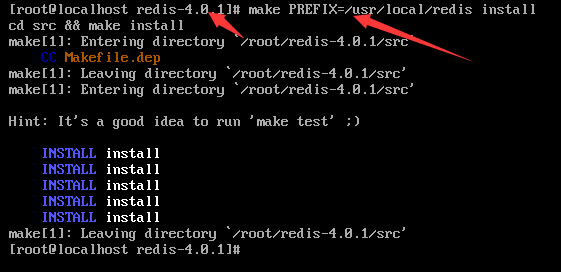 [root@localhost redis-4.0.1]# make PREFIX=/usr/local/redis install
cd src && make install
make[1]: Entering directory `/root/redis-4.0.1/src'
CC Makefile.dep
make[1]: Leaving directory `/root/redis-4.0.1/src'
make[1]: Entering directory `/root/redis-4.0.1/src'
Hint: It's a good idea to run 'make test' ;)
INSTALL install
INSTALL install
INSTALL install
INSTALL install
INSTALL install
make[1]: Leaving directory `/root/redis-4.0.1/src'
[root@localhost redis-4.0.1]#